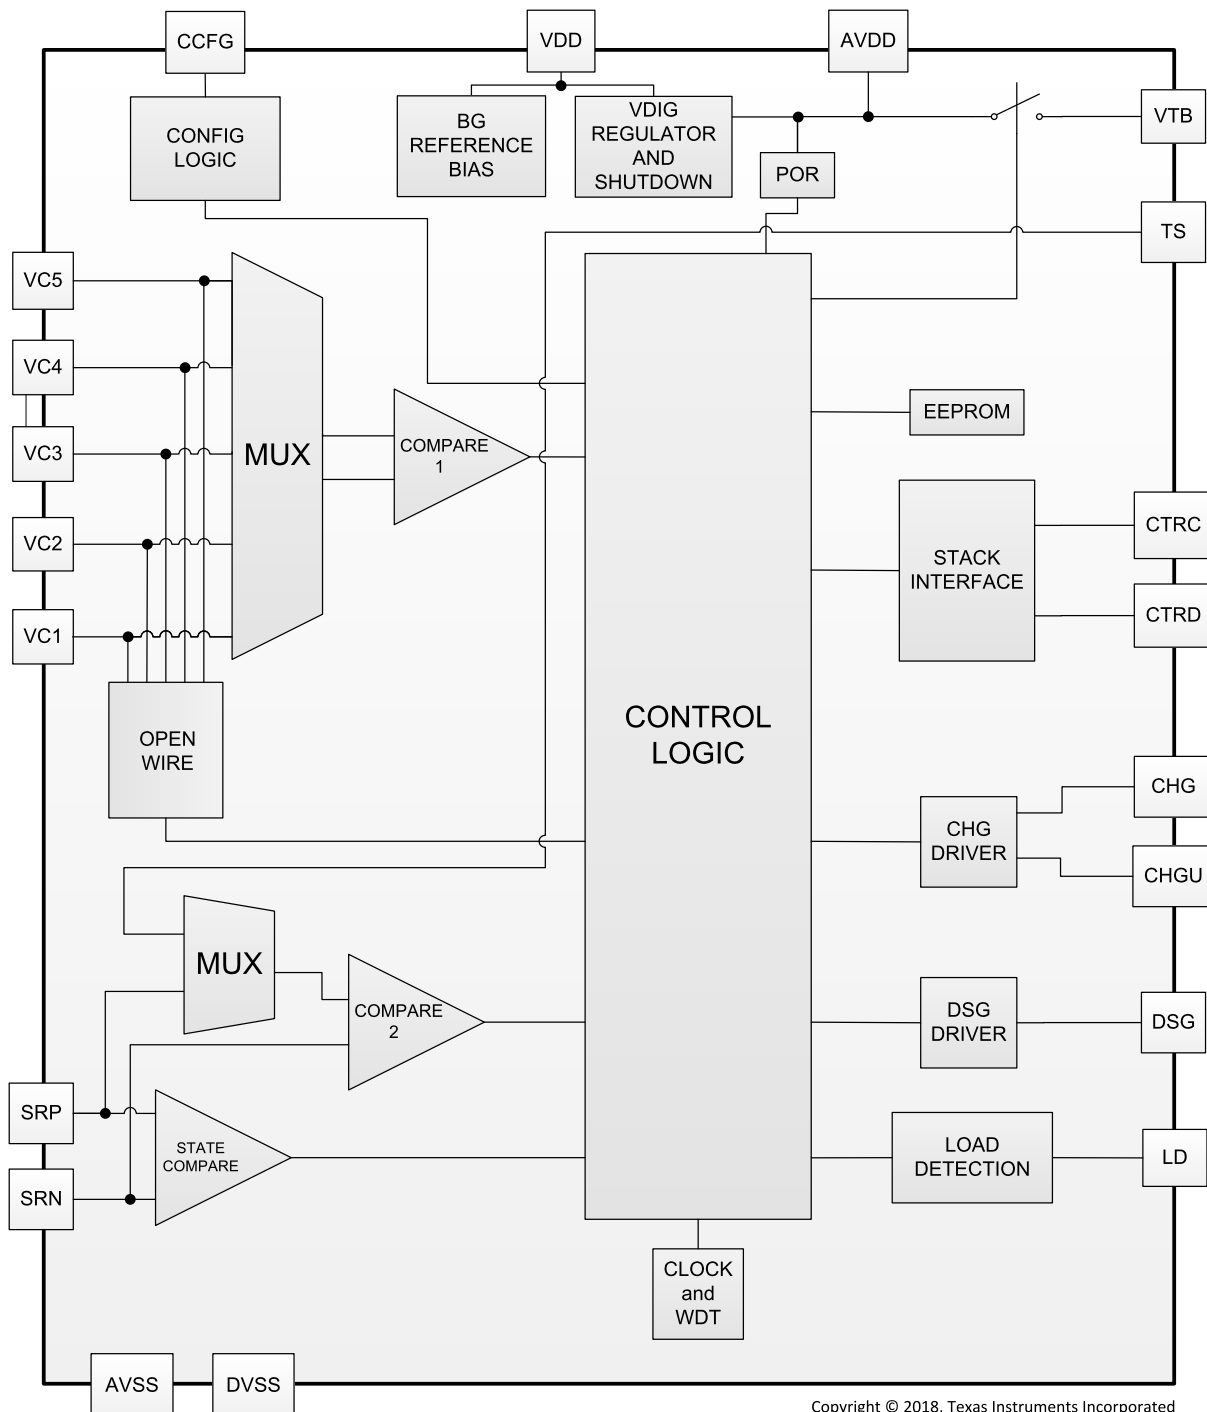 CCFG
VDD
AVDD
CONFIG
LOGIC
BG
REFERENCE
BIAS
VDIG
REGULATOR
AND
SHUTDOWN
POR
VTB
TS
VC5
VC4
VC3
VC2
VC1
MUX
COMPARE
1
EEPROM
STACK
INTERFACE
CTRC
CTRD
OPEN
WIRE
CONTROL
LOGIC
CHG
DRIVER
CHG
CHGU
MUX
COMPARE
2
DSG
DRIVER
DSG
SRP
SRN
STATE
COMPARE
LOAD
DETECTION
LD
CLOCK
and
WDT
AVSS
DVSS
Copyright © 2018, Texas Instruments Incorporated